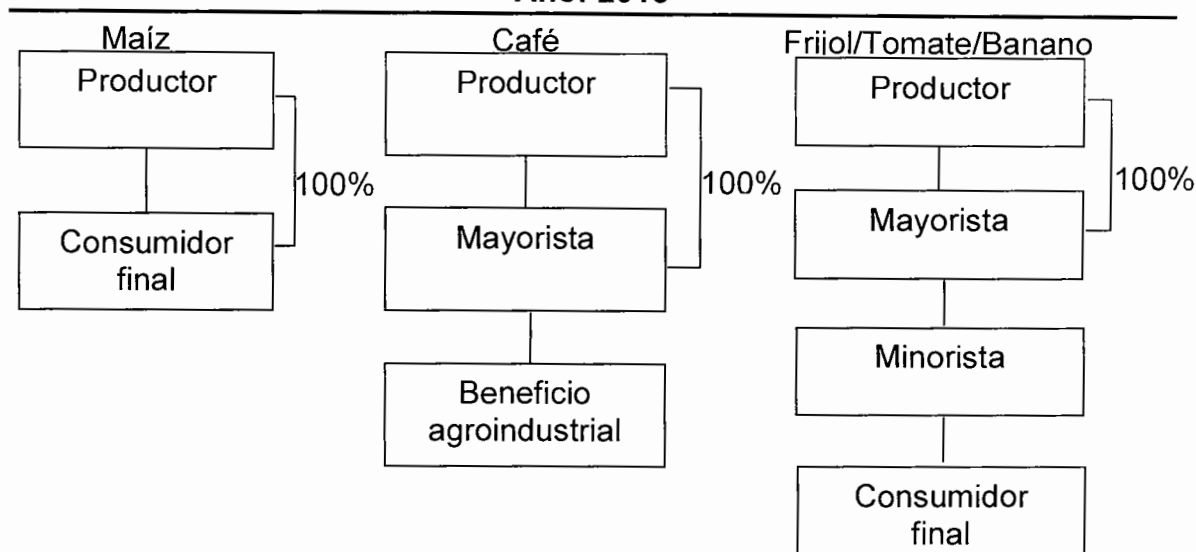 Maíz
Productor
100%
Consumidor
final
Café
Productor
100%
Mayorista
Beneficio
agroindustrial
Frijol/Tomate/Banano
Productor
100%
Mayorista
Minorista
Consumidor
final